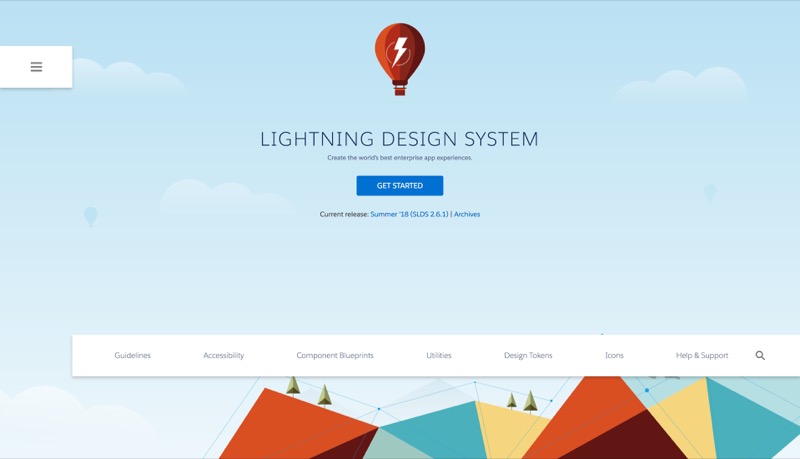 LIGHTNING DESIGN SYSTEM
Create the world's best enterprise app experiences.
GET STARTED
Current release: Summer '18 (SLDS 2.6.1) | Archives
Guidelines Accessibility Component Blueprints Utilities Design Tokens Icons Help & Support